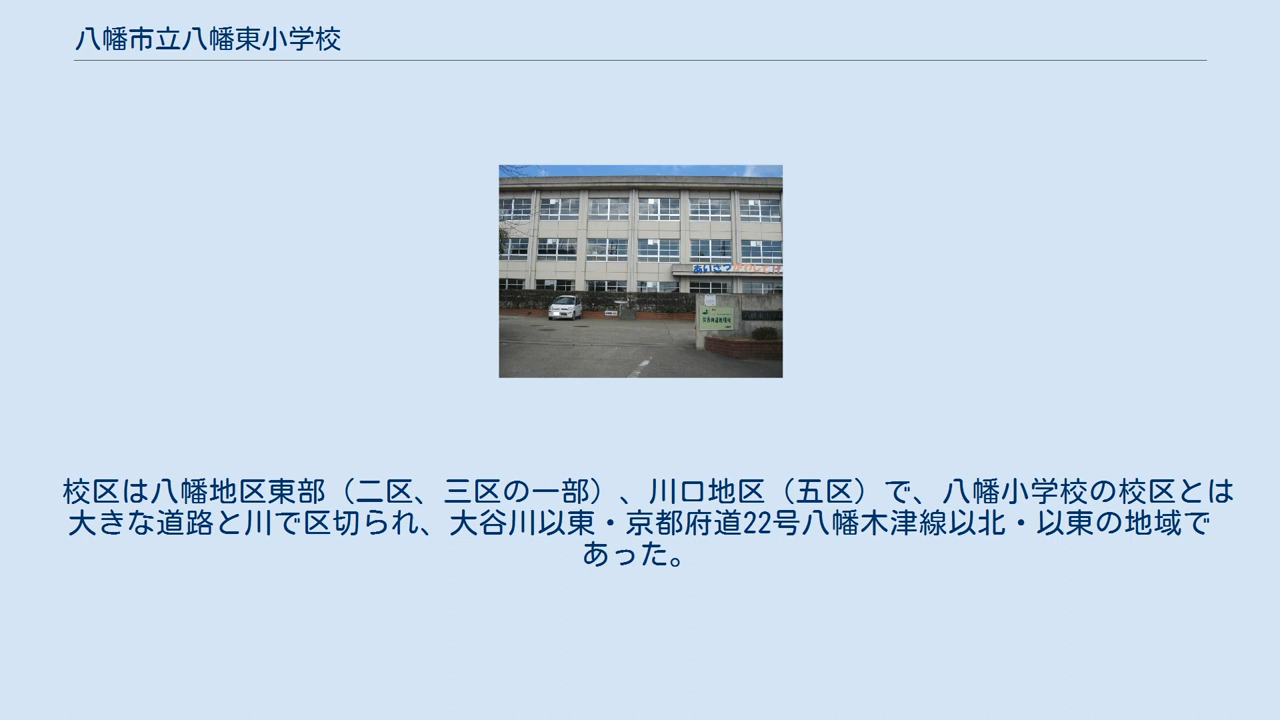 八幡市立八幡東小学校
あいさつ
校区は八幡地区東部（二区、三区の一部）、川口地区（五区）で、八幡小学校の校区とは
大きな道路と川で区切られ、大谷川以東・京都府道22号八幡木津線以北・以東の地域で
あった。